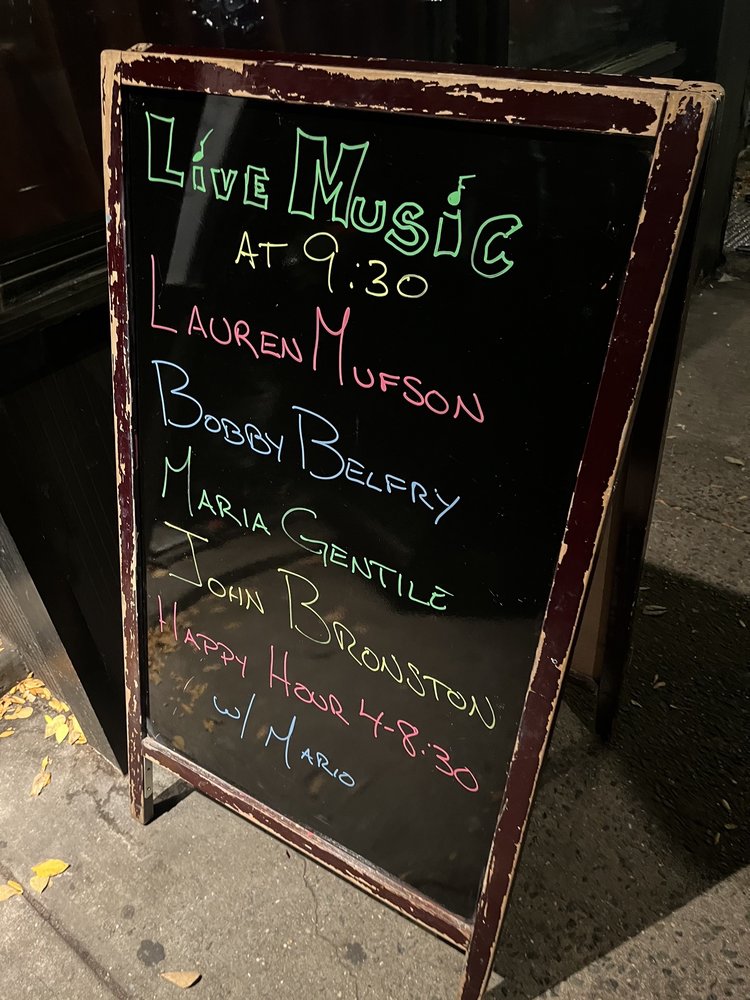 LiVE MUSiC
AT 9:30
LAUREN MUFSON
BOBBY BELFRY
MARIA GENTILE
JOHN BRONSTON
HAPPY HOUR 4-8:30
w/ MARIO